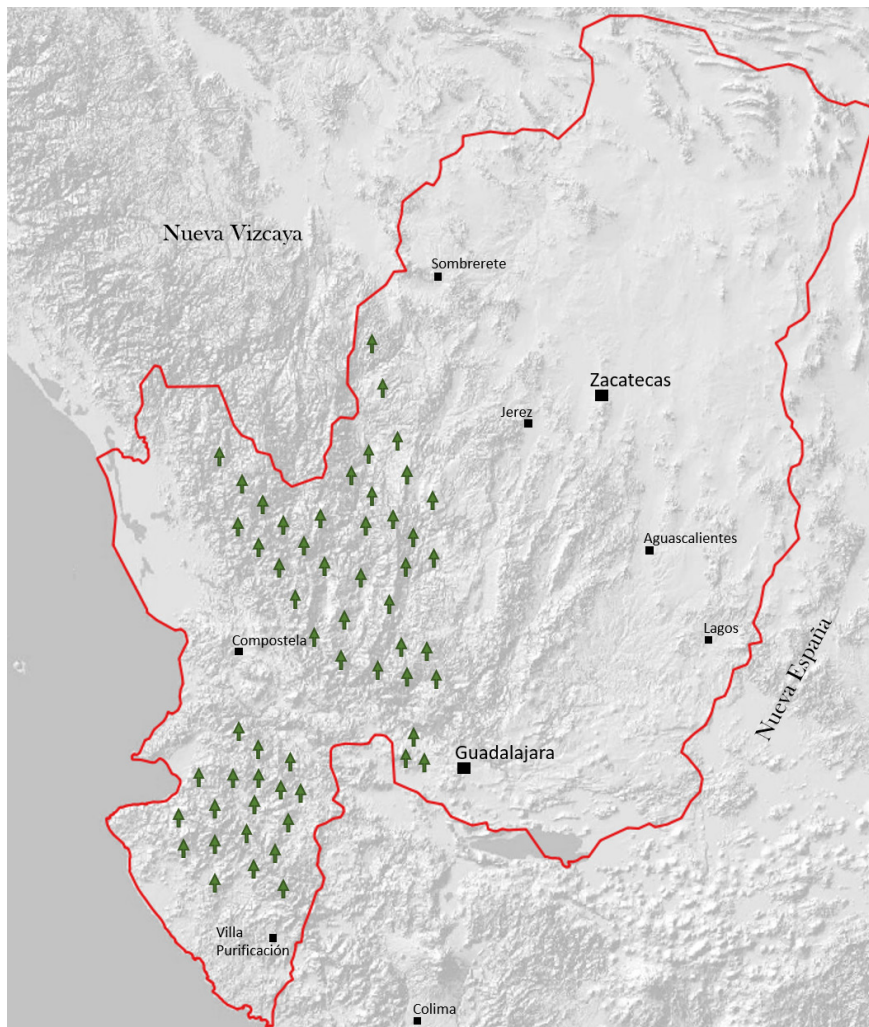 Nueva Vizcaya
Sombrerete
Zacatecas
Jerez
Aguascalientes
Lagos
Compostela
Nueva España
Guadalajara
Villa
Purificación
Colima